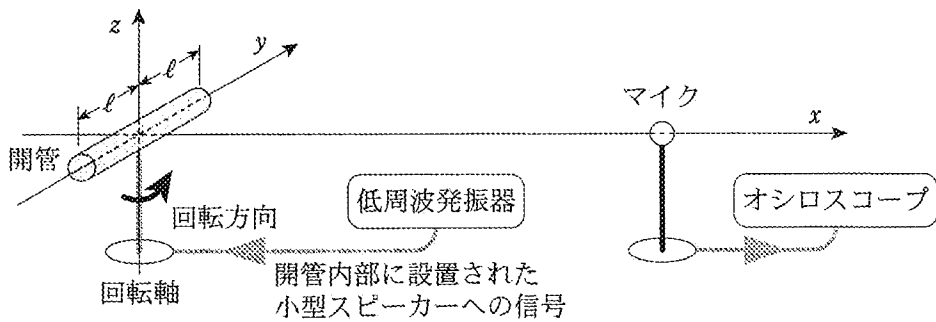 z
y
ℓ
ℓ
マイク
x
開管
回転方向
低周波発振器
オシロスコープ
回転軸
開管内部に設置された
小型スピーカーへの信号